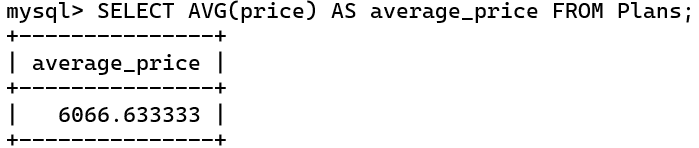 mysql> SELECT AVG(price) AS average_price FROM Plans;
+---------------+
| average_price |
+---------------+
|   6066.633333 |
+---------------+